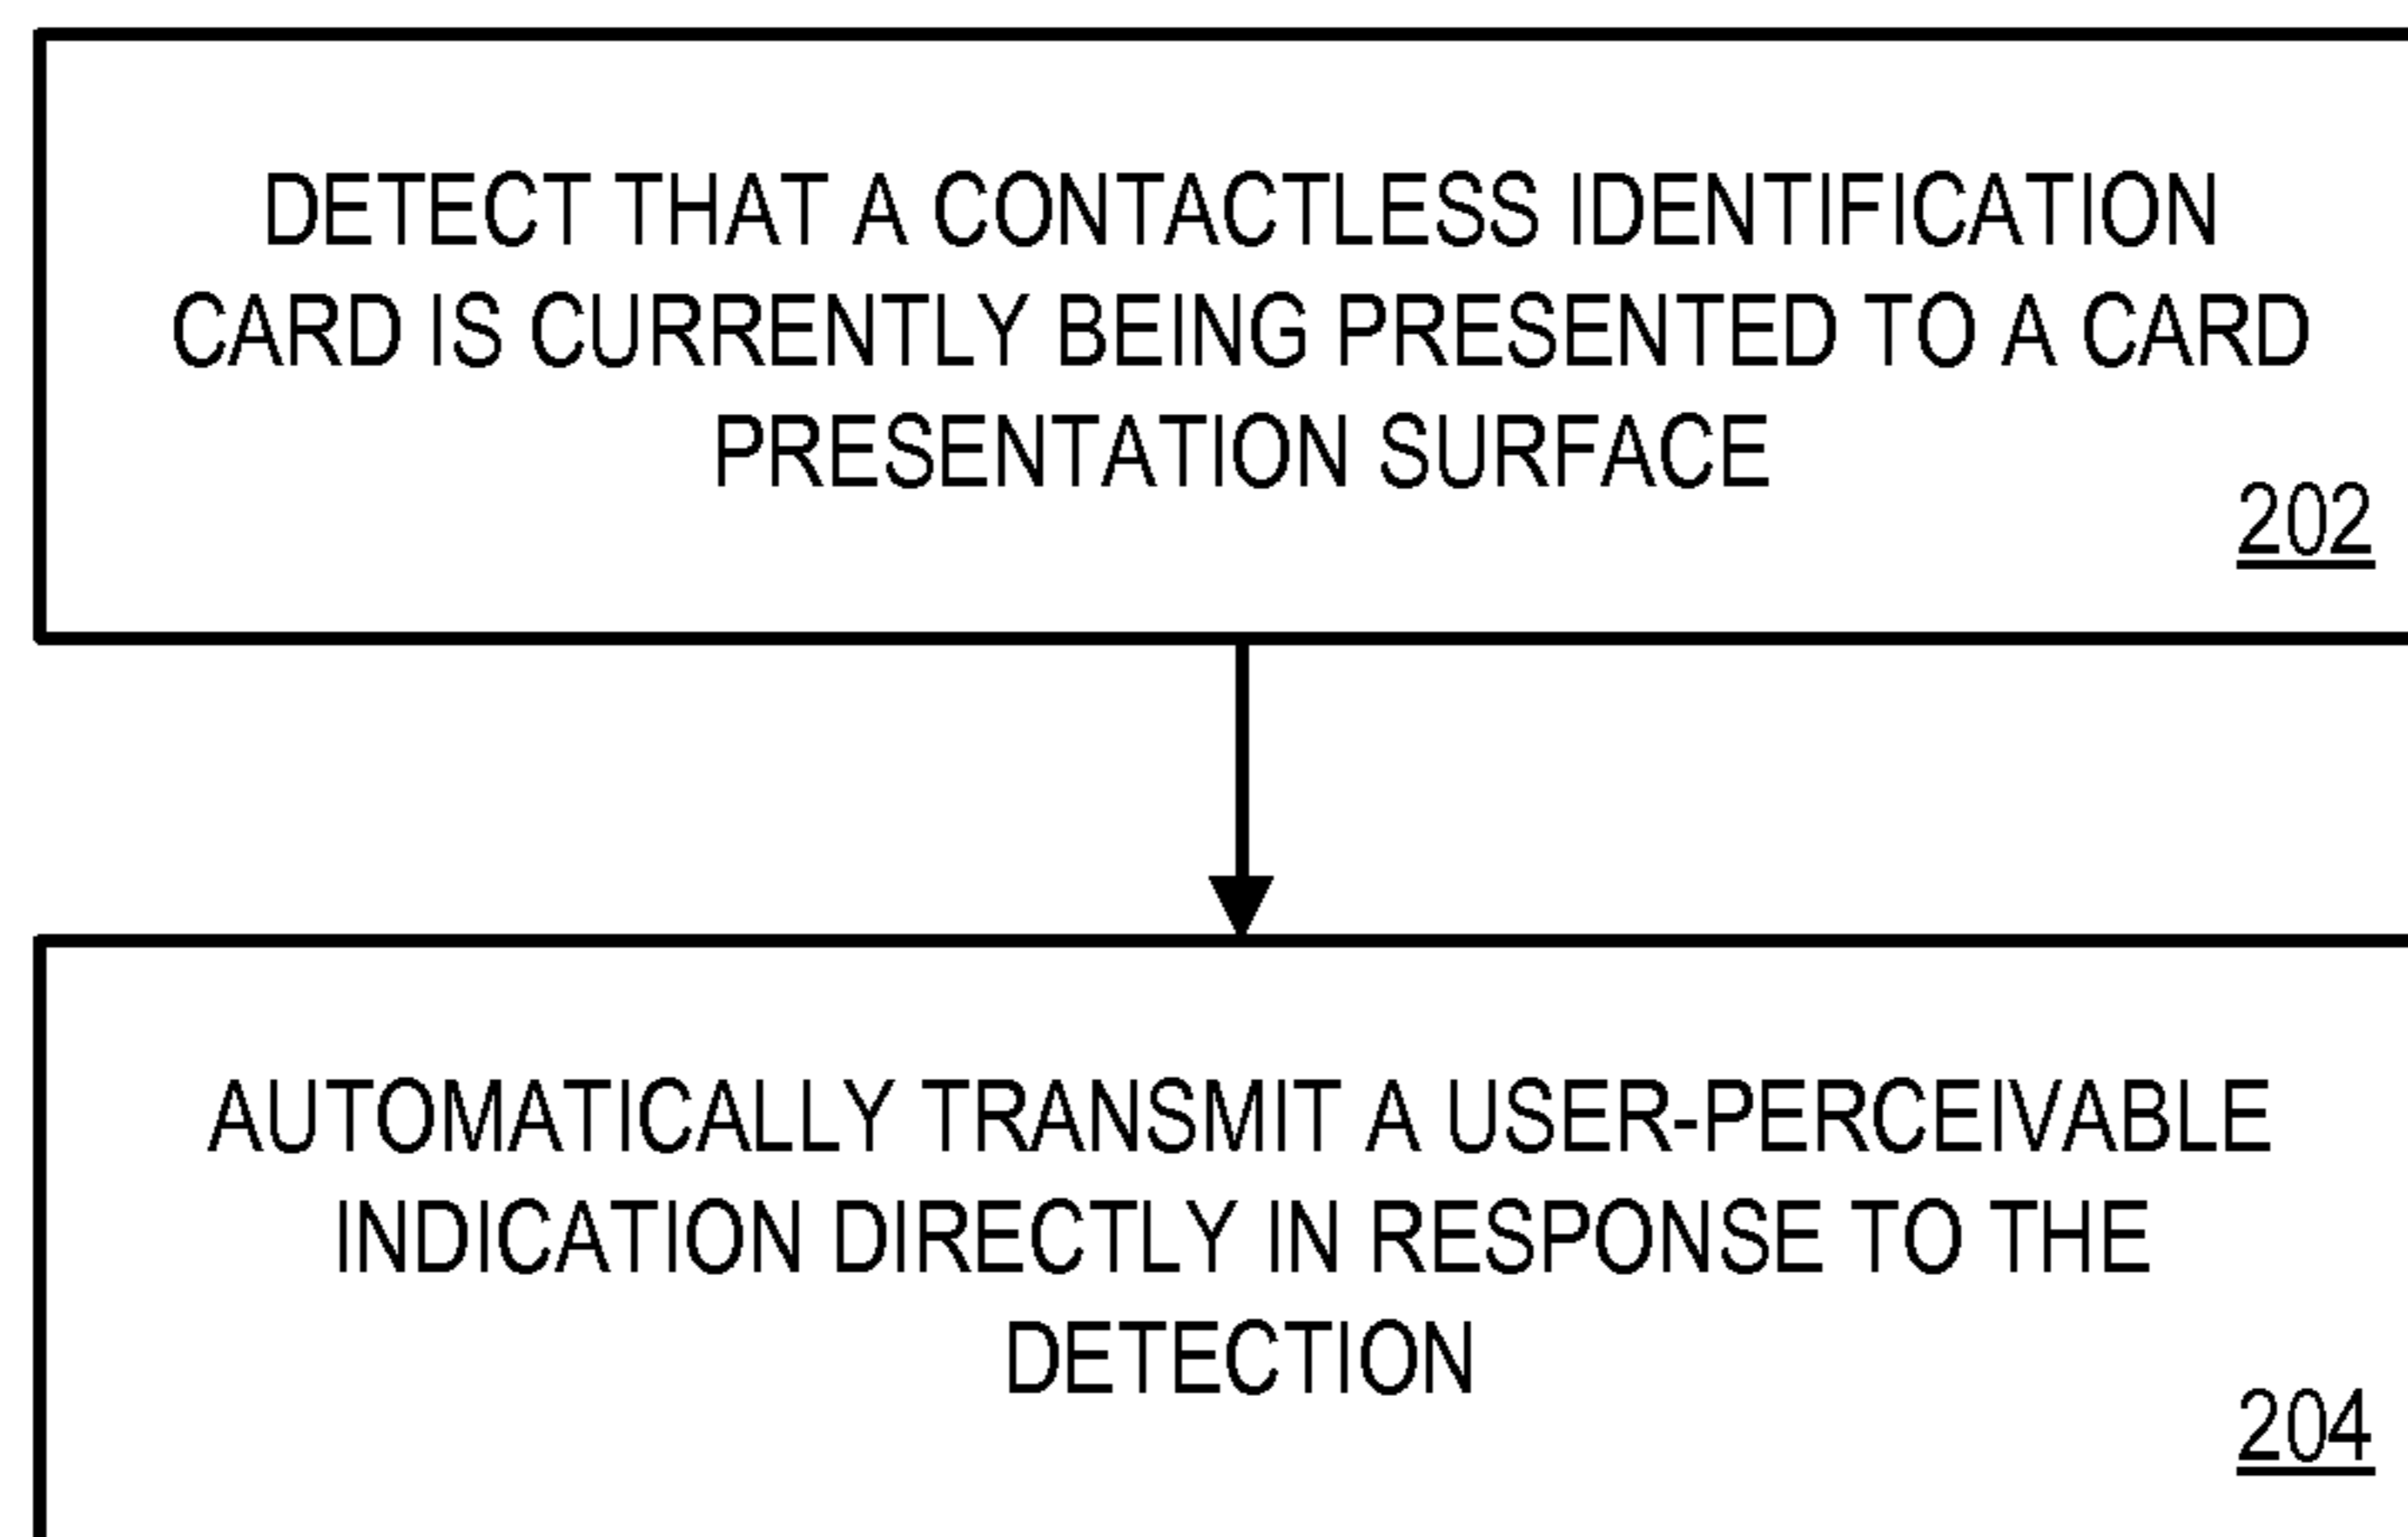 DETECT THAT A CONTACTLESS IDENTIFICATION
CARD IS CURRENTLY BEING PRESENTED TO A CARD
PRESENTATION SURFACE
202
AUTOMATICALLY TRANSMIT A USER-PERCEIVABLE
INDICATION DIRECTLY IN RESPONSE TO THE
DETECTION
204